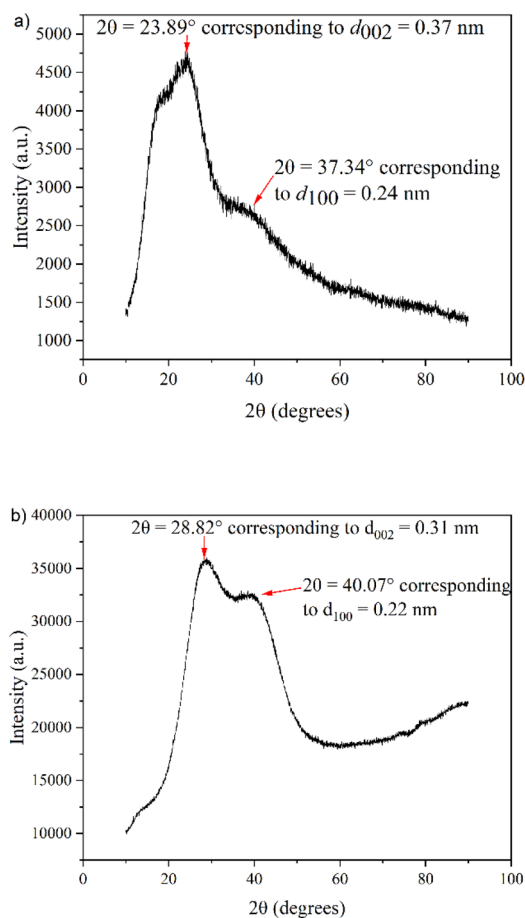 a)
2θ = 23.89° corresponding to d002 = 0.37 nm
5000
4500
4000
3500
3000
2500
2000
1500
1000
Intensity (a.u.)
2θ = 37.34° corresponding
to d100 = 0.24 nm
0 20 40 60 80 100
2θ (degrees)
b)
2θ = 28.82° corresponding to d002 = 0.31 nm
40000
35000
30000
25000
20000
15000
10000
Intensity (a.u.)
2θ = 40.07° corresponding
to d100 = 0.22 nm
0 20 40 60 80 100
2θ (degrees)